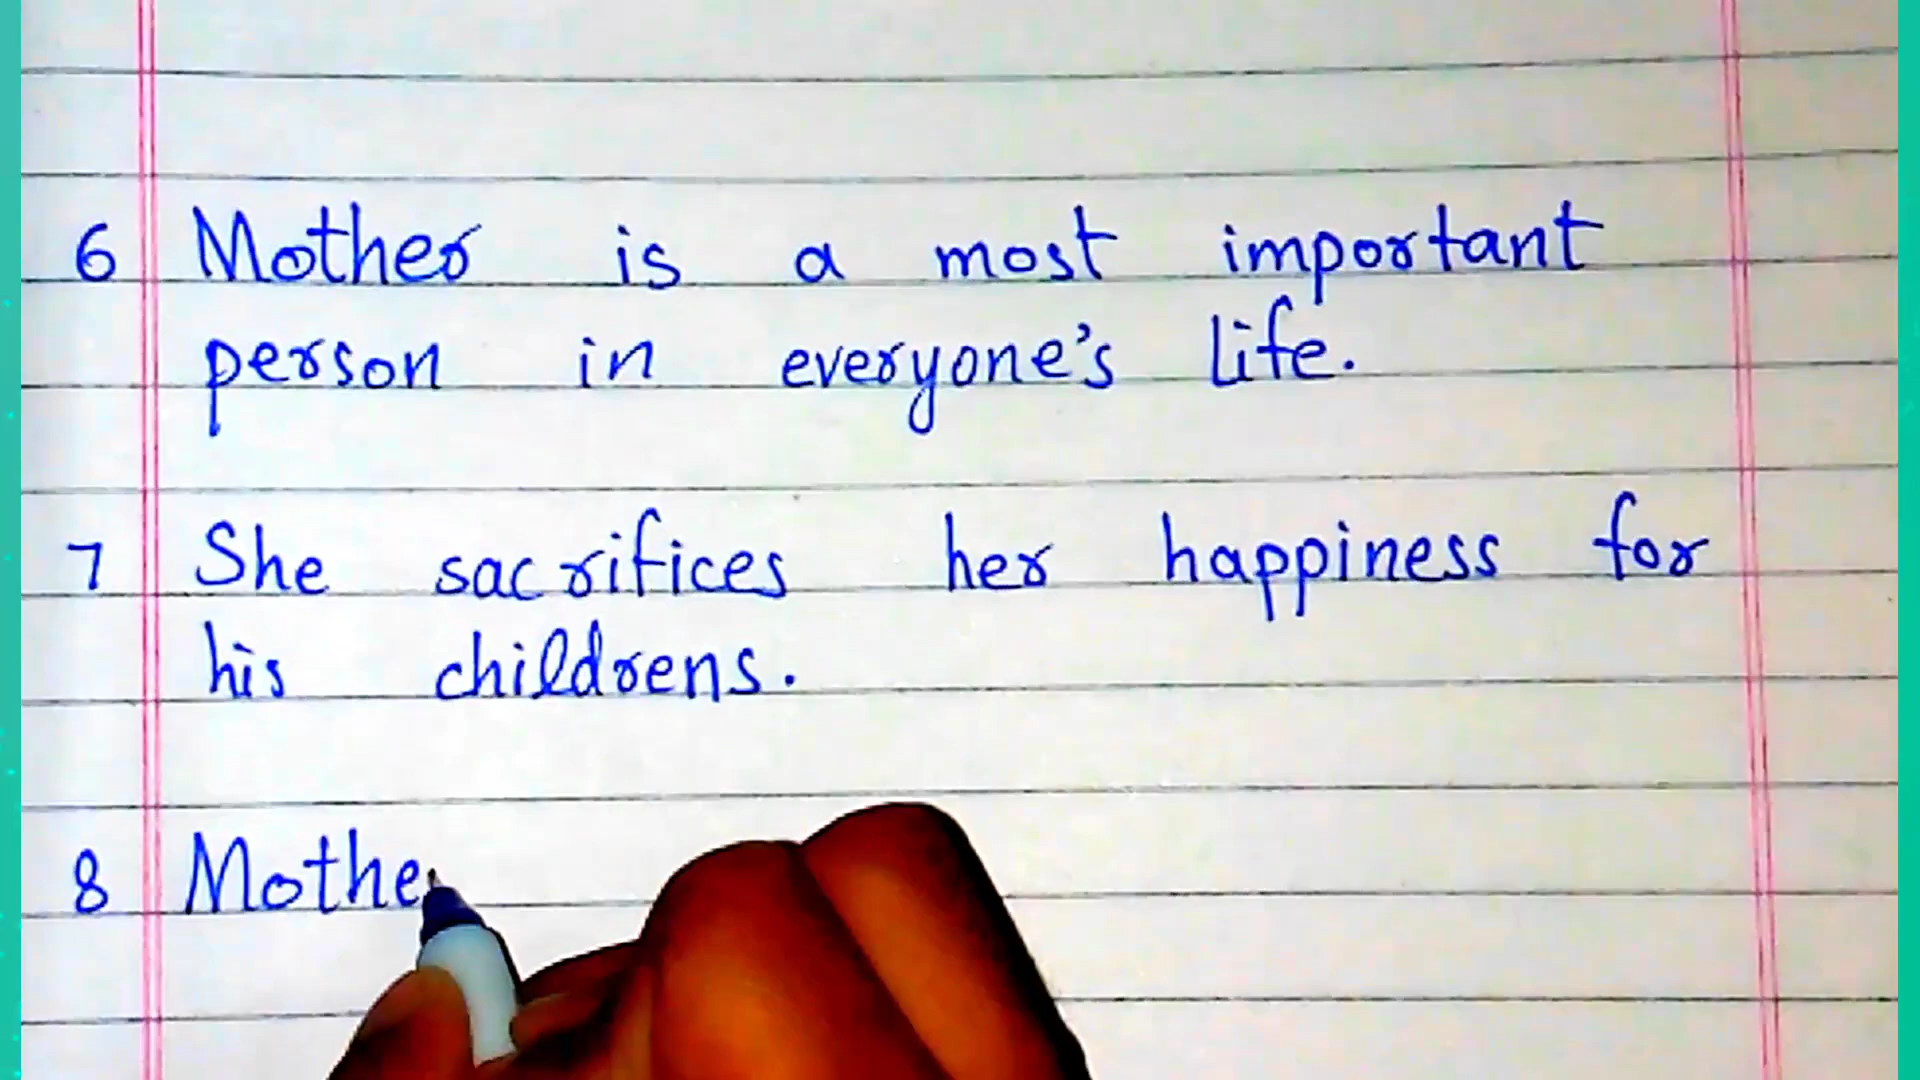 6 Mother is a most important
person in everyone's life.
7 She sacrifices her happiness for
his childrens.
8 Mothe